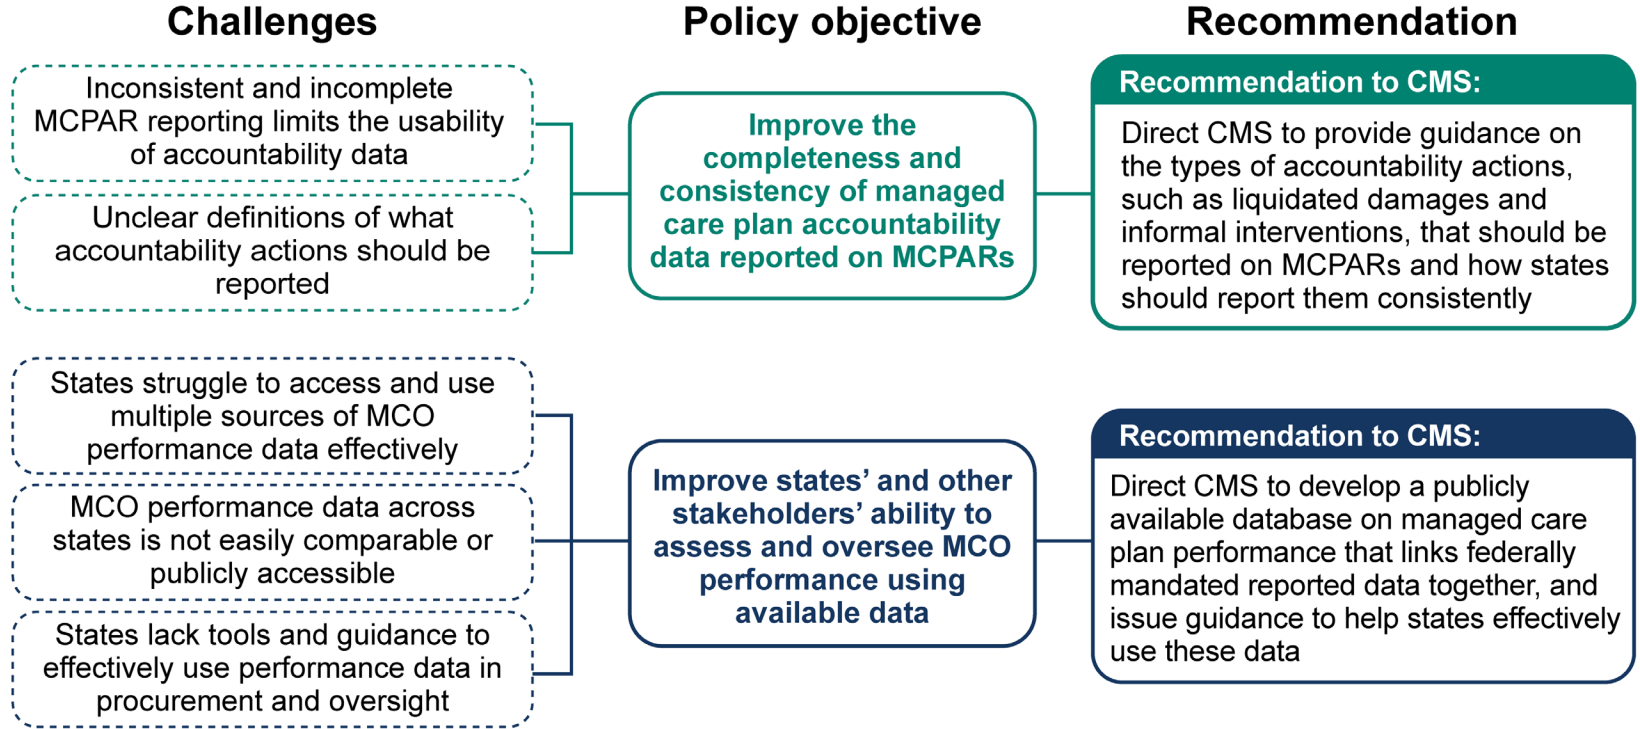 Challenges
Policy objective
Recommendation
Inconsistent and incomplete
MCPAR reporting limits the usability
of accountability data
Unclear definitions of what
accountability actions should be
reported
Improve the
completeness and
consistency of managed
care plan accountability
data reported on MCPARs
Recommendation to CMS:
Direct CMS to provide guidance on
the types of accountability actions,
such as liquidated damages and
informal interventions, that should be
reported on MCPARs and how states
should report them consistently
States struggle to access and use
multiple sources of MCO
performance data effectively
MCO performance data across
states is not easily comparable or
publicly accessible
States lack tools and guidance to
effectively use performance data in
procurement and oversight
Improve states’ and other
stakeholders’ ability to
assess and oversee MCO
performance using
available data
Recommendation to CMS:
Direct CMS to develop a publicly
available database on managed care
plan performance that links federally
mandated reported data together, and
issue guidance to help states effectively
use these data